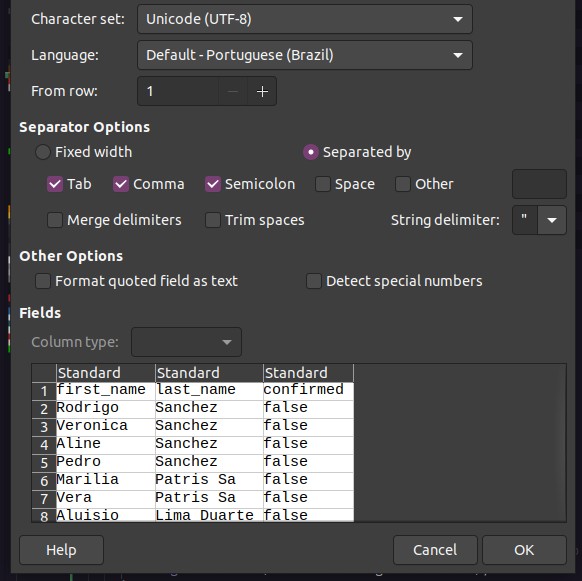 Character set: Unicode (UTF-8)
Language: Default - Portuguese (Brazil)
From row: 1
Separator Options
Fixed width Separated by
Tab Comma Semicolon Space Other
Merge delimiters Trim spaces String delimiter: "
Other Options
Format quoted field as text Detect special numbers
Fields
Column type:
Standard Standard Standard
1 first_name last_name confirmed
2 Rodrigo Sanchez false
3 Veronica Sanchez false
4 Aline Sanchez false
5 Pedro Sanchez false
6 Marilia Patris Sa false
7 Vera Patris Sa false
8 Aluisio Lima Duarte false
Help Cancel OK